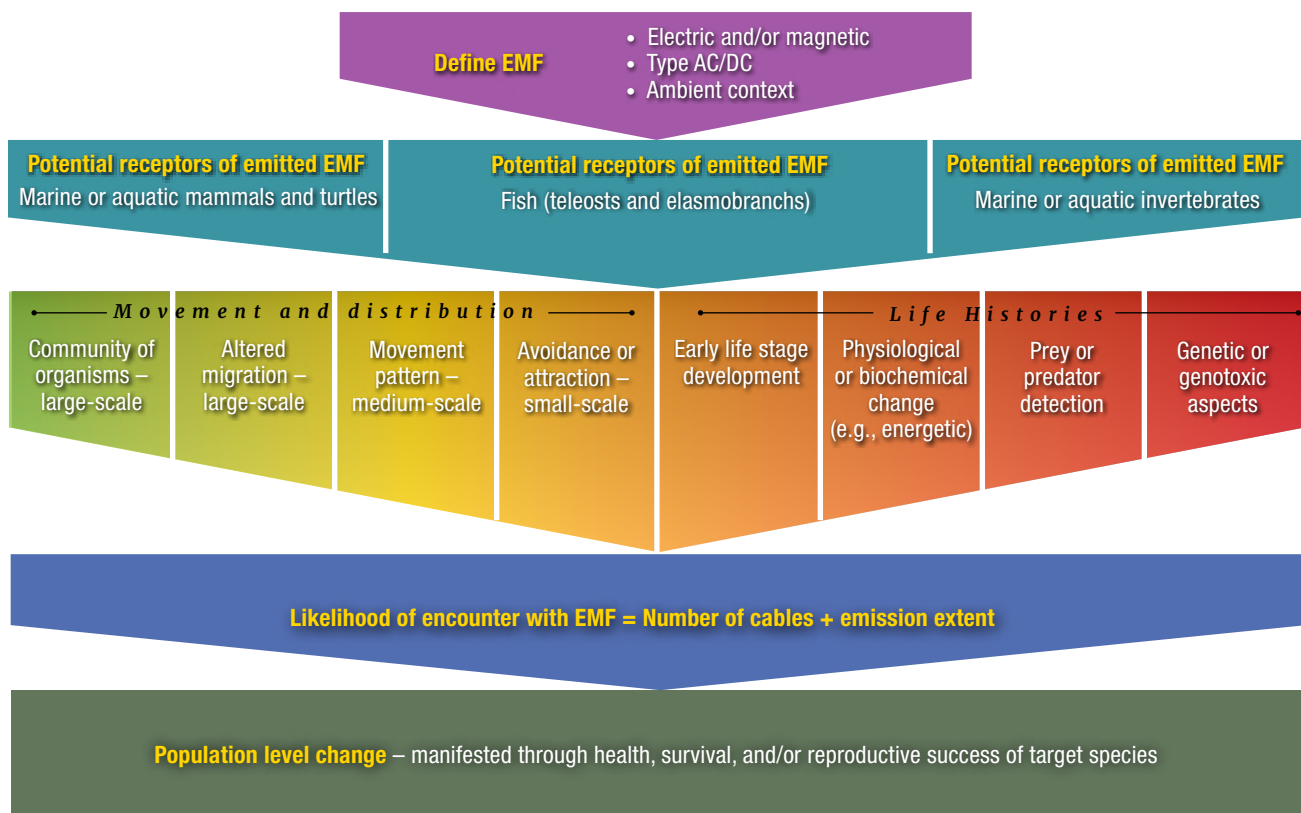 Define EMF
• Electric and/or magnetic
• Type AC/DC
• Ambient context
Potential receptors of emitted EMF
Marine or aquatic mammals and turtles
Potential receptors of emitted EMF
Fish (teleosts and elasmobranchs)
Potential receptors of emitted EMF
Marine or aquatic invertebrates
Movement and distribution
Life Histories
Community of
organisms –
large-scale
Altered
migration –
large-scale
Movement
pattern –
medium-scale
Avoidance or
attraction –
small-scale
Early life stage
development
Physiological
or biochemical
change
(e.g., energetic)
Prey or
predator
detection
Genetic or
genotoxic
aspects
Likelihood of encounter with EMF = Number of cables + emission extent
Population level change – manifested through health, survival, and/or reproductive success of target species